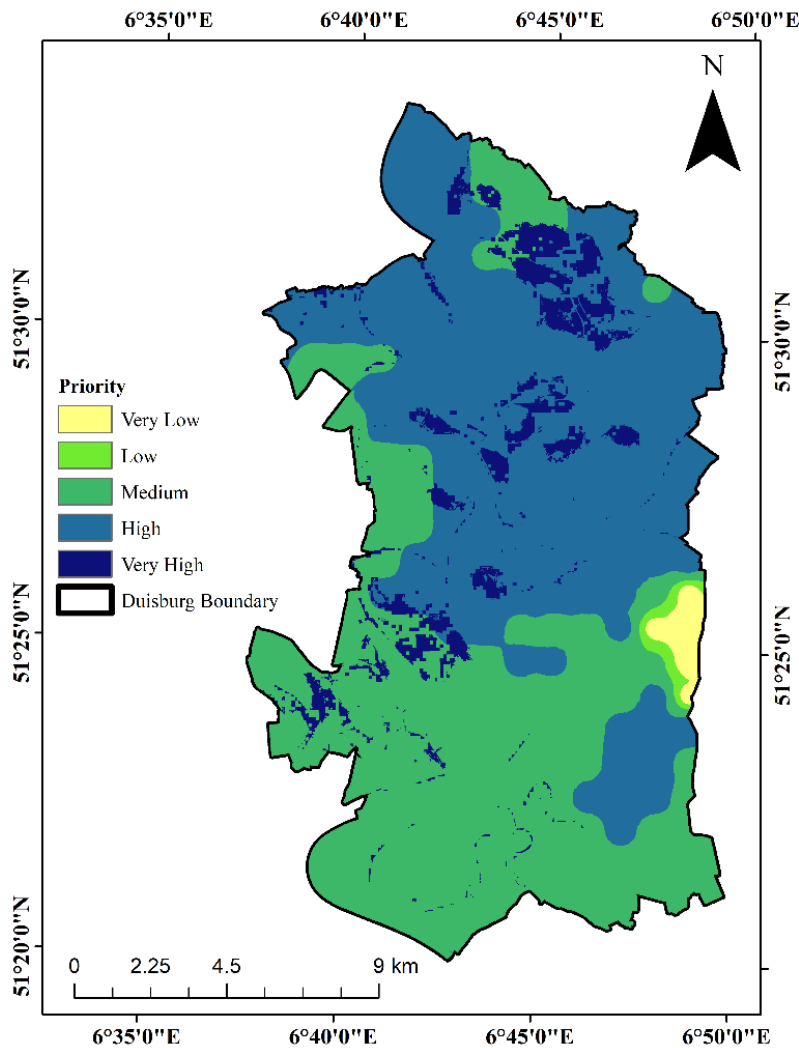 6°35'0"E 6°40'0"E 6°45'0"E 6°50'0"E
N
51°30'0"N
51°30'0"N
Priority
Very Low
Low
Medium
High
Very High
Duisburg Boundary
51°25'0"N
51°25'0"N
51°20'0"N
0 2.25 4.5 9 km
6°35'0"E 6°40'0"E 6°45'0"E 6°50'0"E